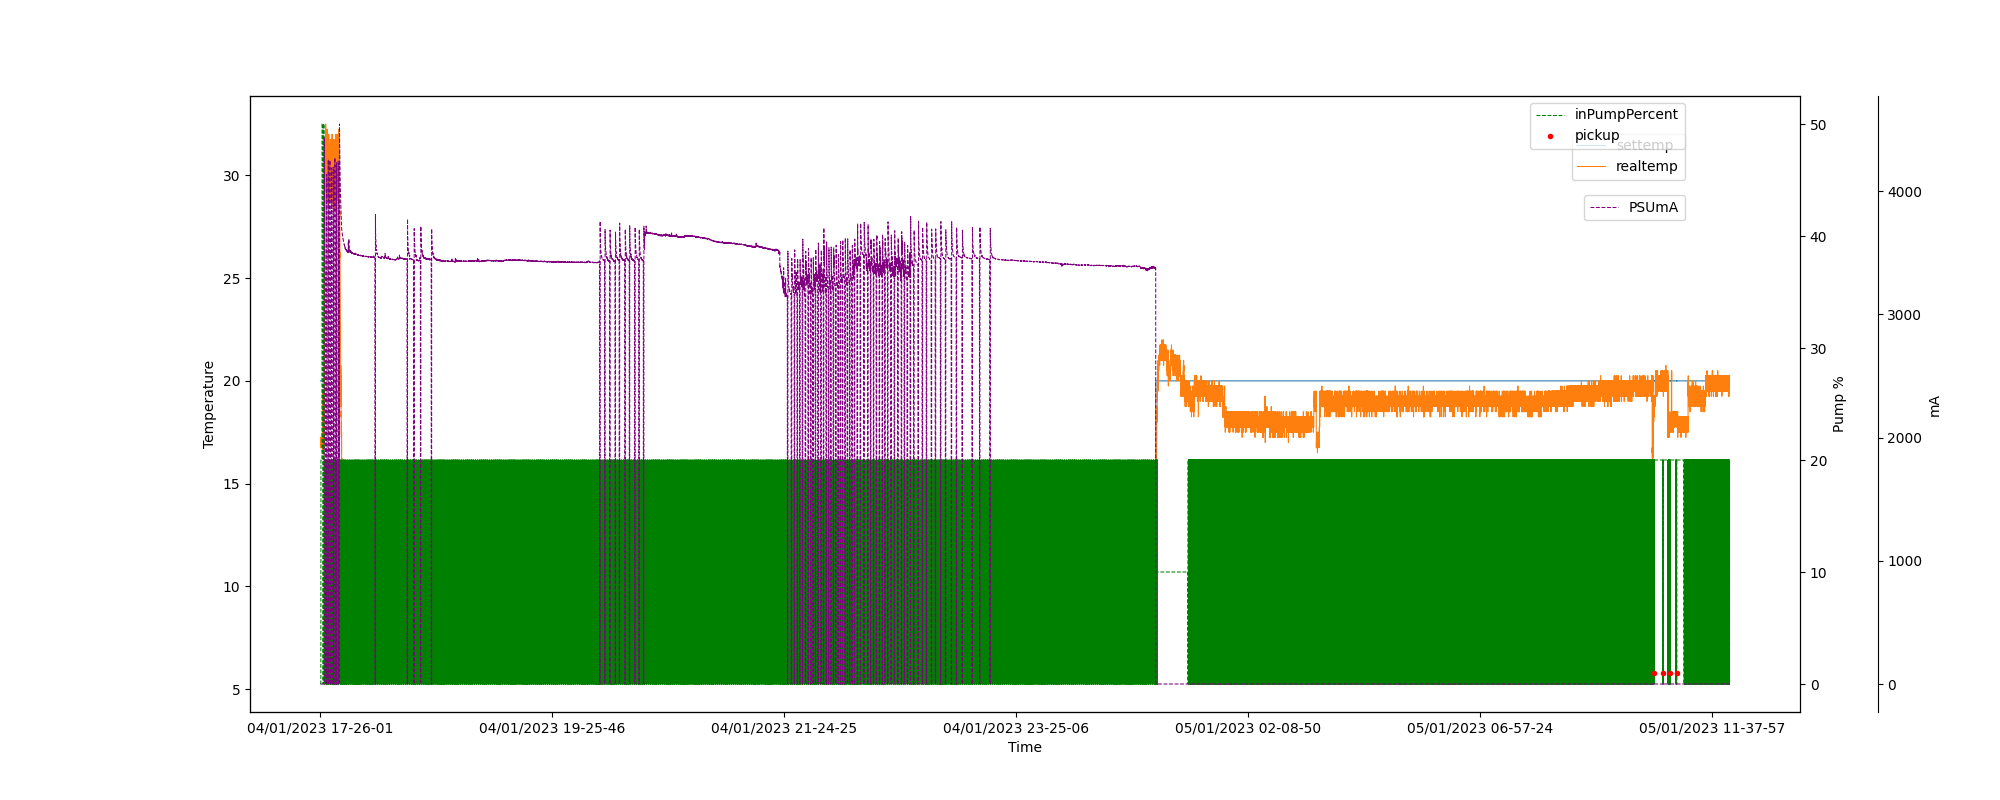 inPumpPercent
pickup
settemp
realtemp
PSUmA
30
25
20
15
10
5
Temperature
50
40
30
20
10
0
Pump %
4000
3000
2000
1000
0
mA
04/01/2023 17-26-01
04/01/2023 19-25-46
04/01/2023 21-24-25
04/01/2023 23-25-06
05/01/2023 02-08-50
05/01/2023 06-57-24
05/01/2023 11-37-57
Time